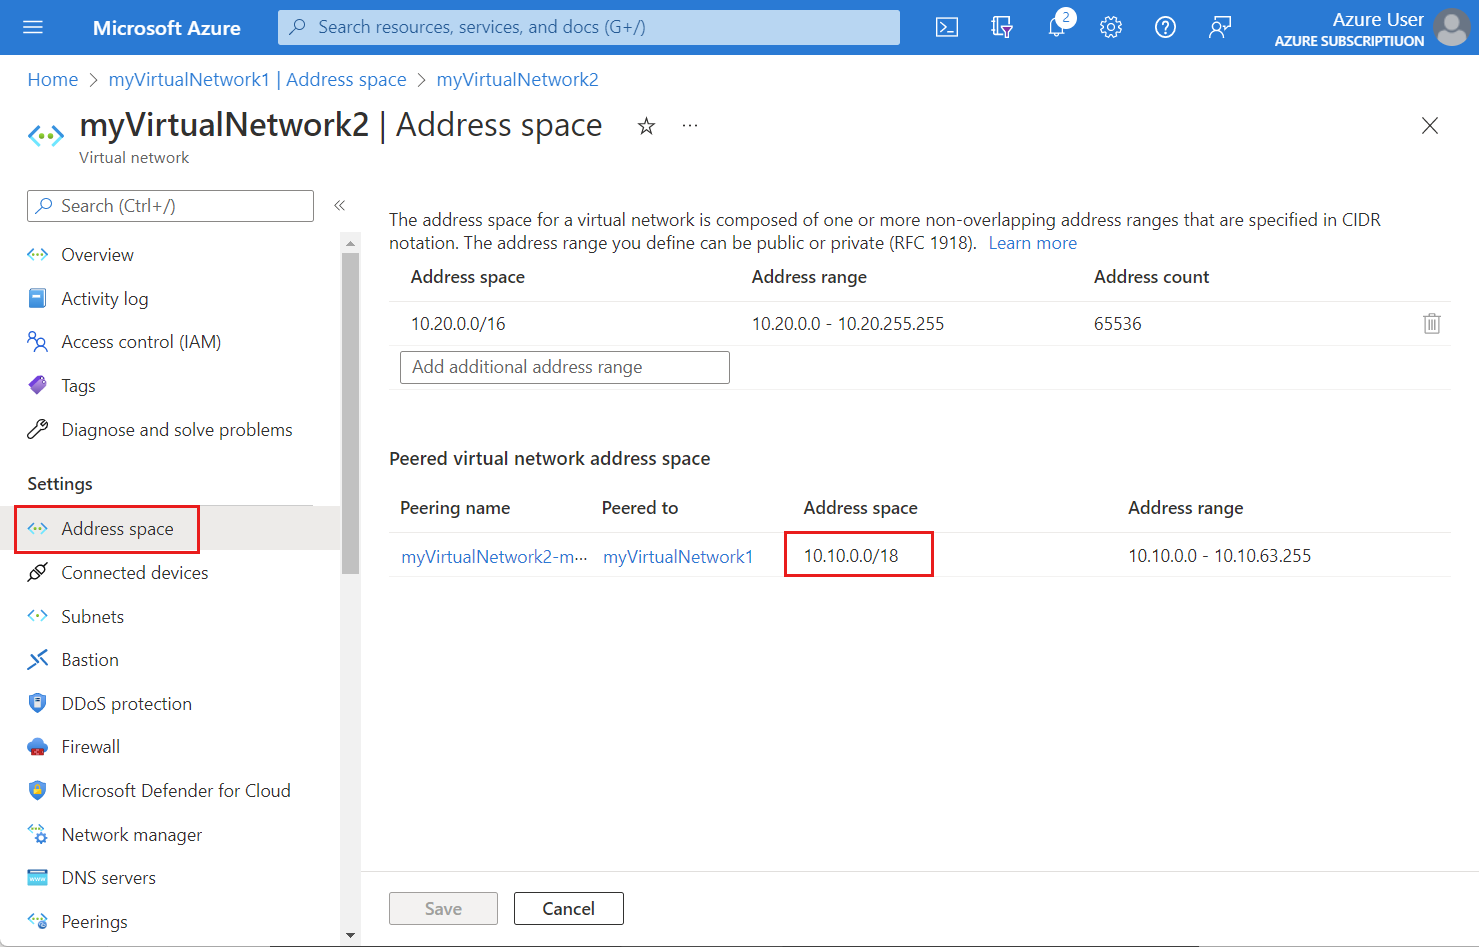 Microsoft Azure
Search resources, services, and docs (G+/)
2
Azure User
AZURE SUBSCRIPTIUON
Home > myVirtualNetwork1 | Address space > myVirtualNetwork2
myVirtualNetwork2 | Address space
Virtual network
Search (Ctrl+/)
Overview
Activity log
Access control (IAM)
Tags
Diagnose and solve problems
Settings
Address space
Connected devices
Subnets
Bastion
DDoS protection
Firewall
Microsoft Defender for Cloud
Network manager
DNS servers
Peerings
The address space for a virtual network is composed of one or more non-overlapping address ranges that are specified in CIDR
notation. The address range you define can be public or private (RFC 1918). Learn more
Address space Address range Address count
10.20.0.0/16 10.20.0.0 - 10.20.255.255 65536
Add additional address range
Peered virtual network address space
Peering name Peered to Address space Address range
myVirtualNetwork2-m... myVirtualNetwork1 10.10.0.0/18 10.10.0.0 - 10.10.63.255
Save Cancel